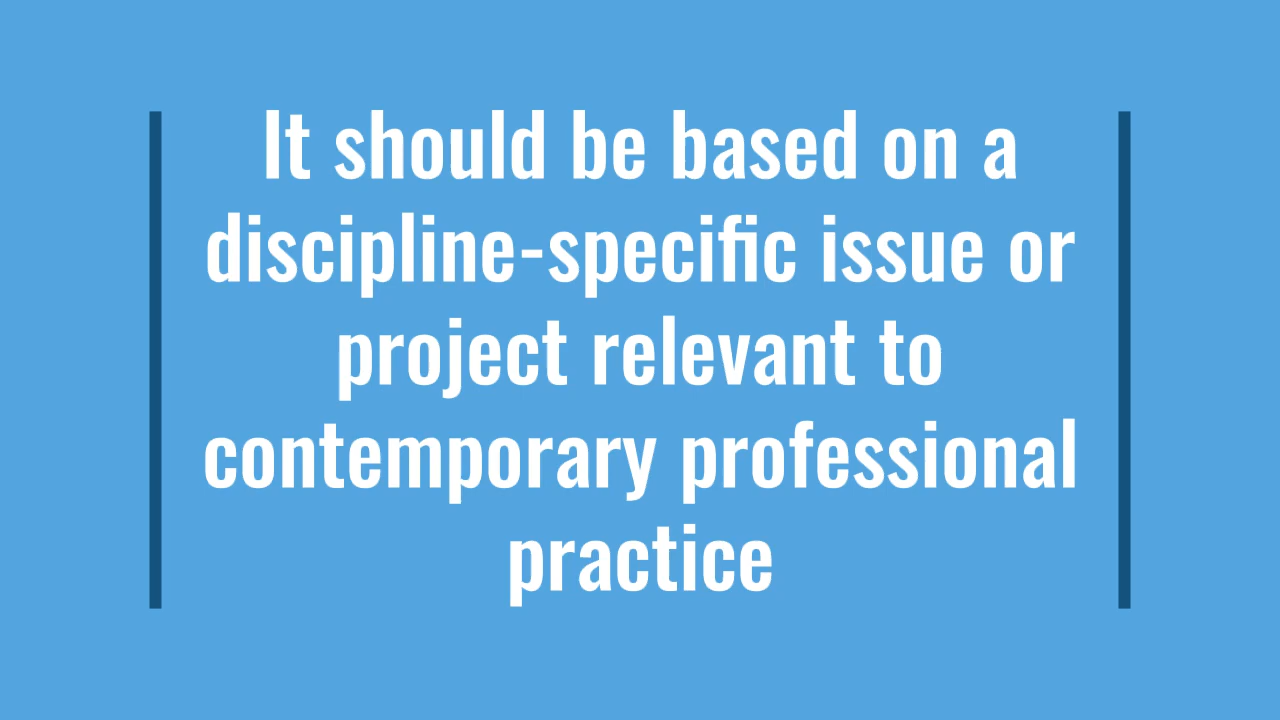 It should be based on a
discipline-specific issue or
project relevant to
contemporary professional
practice